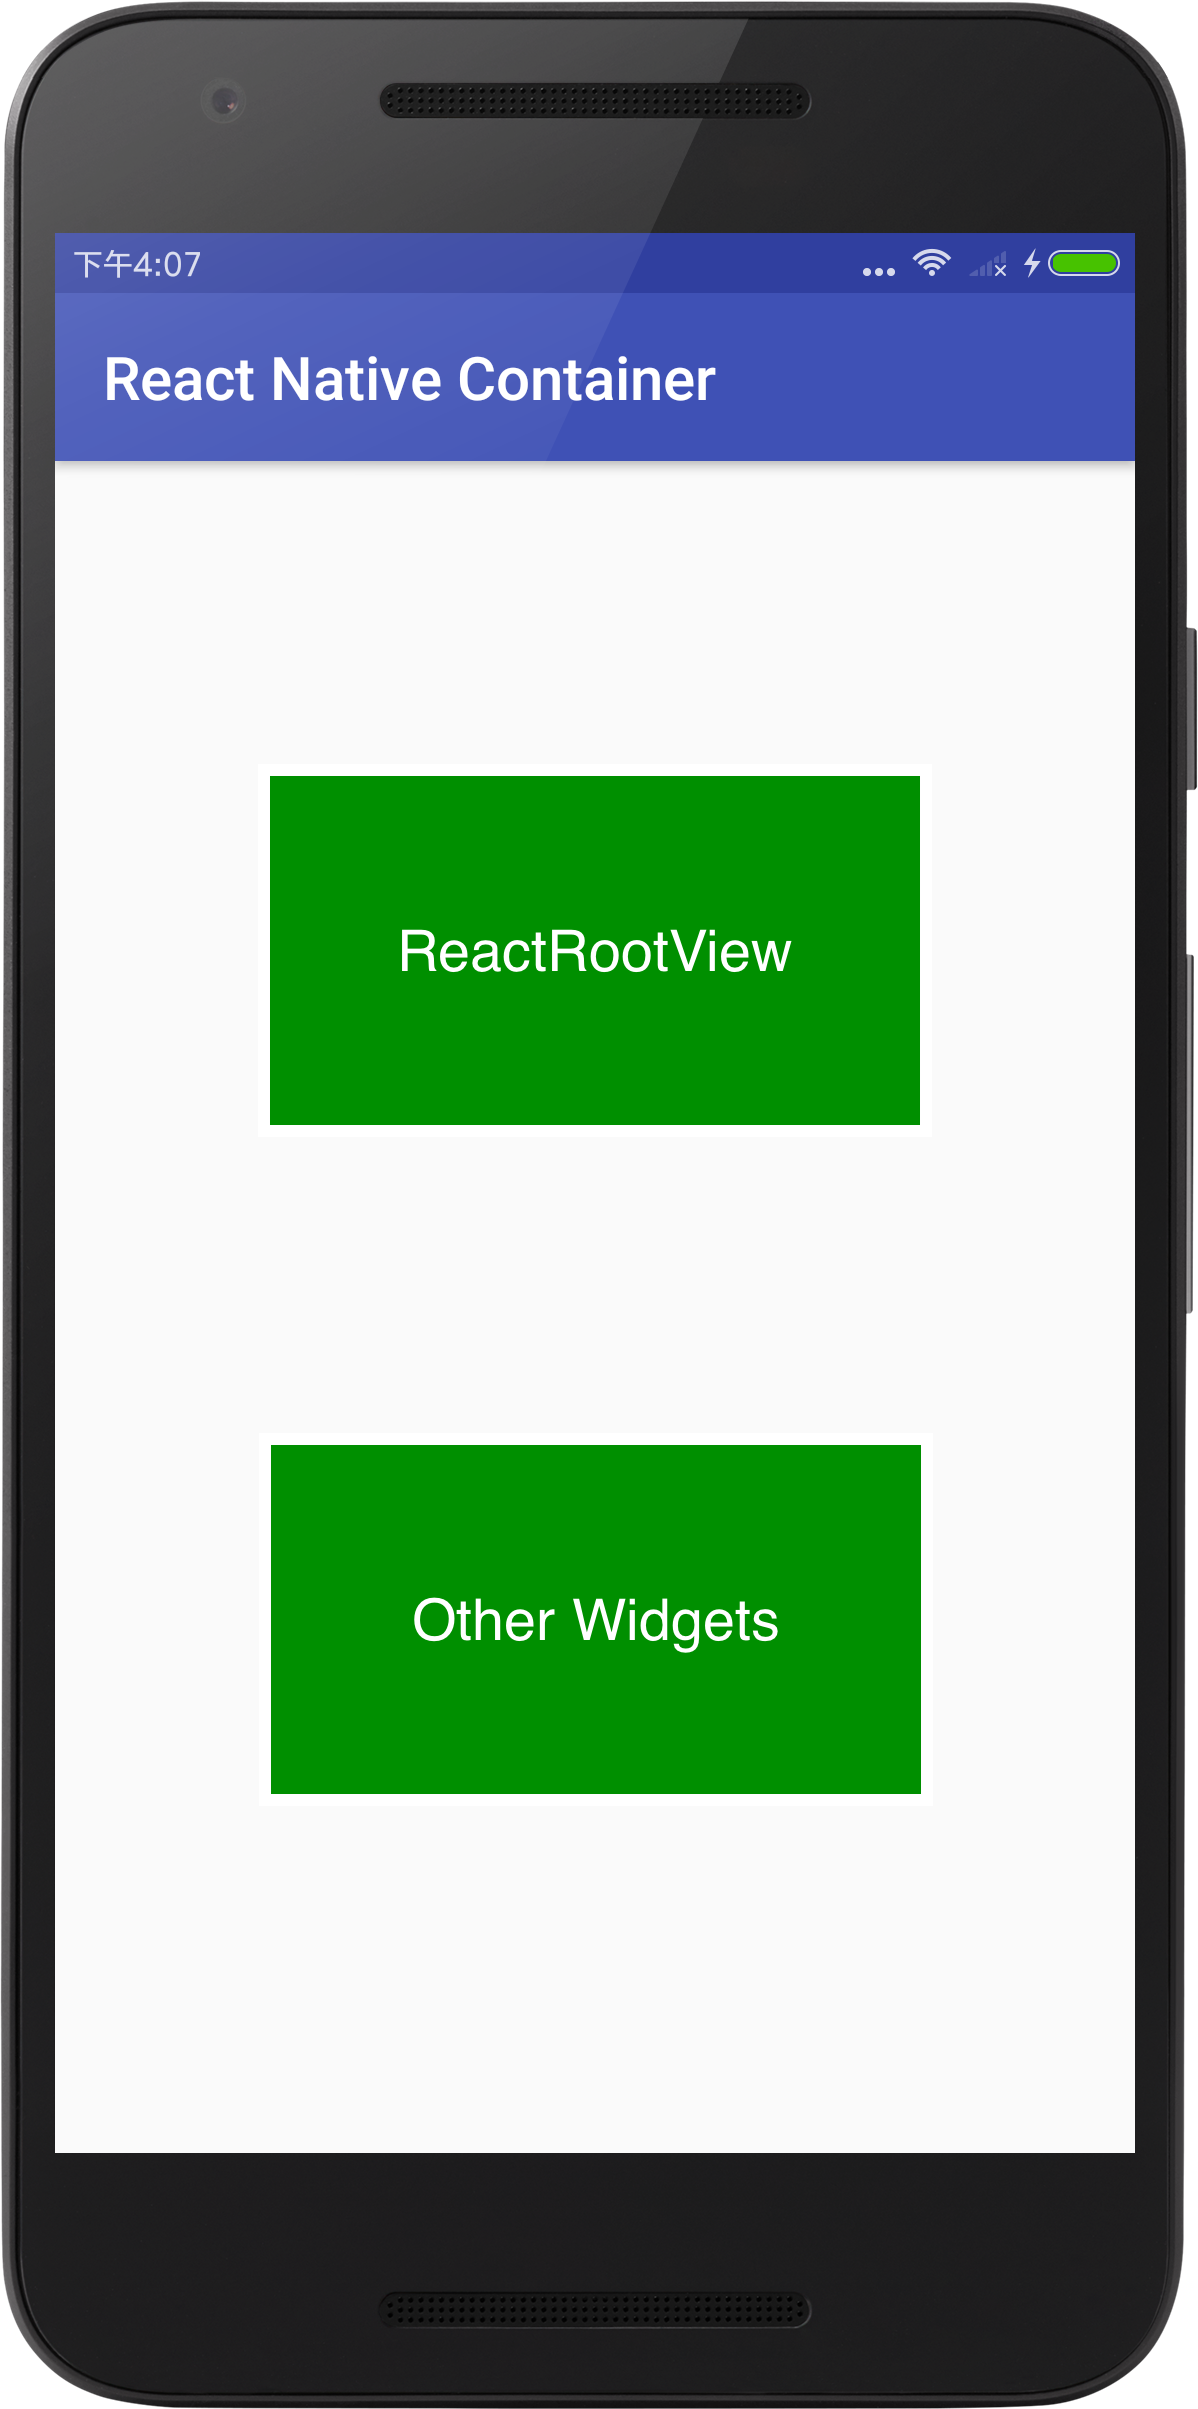 下午4:07
React Native Container
ReactRootView
Other Widgets